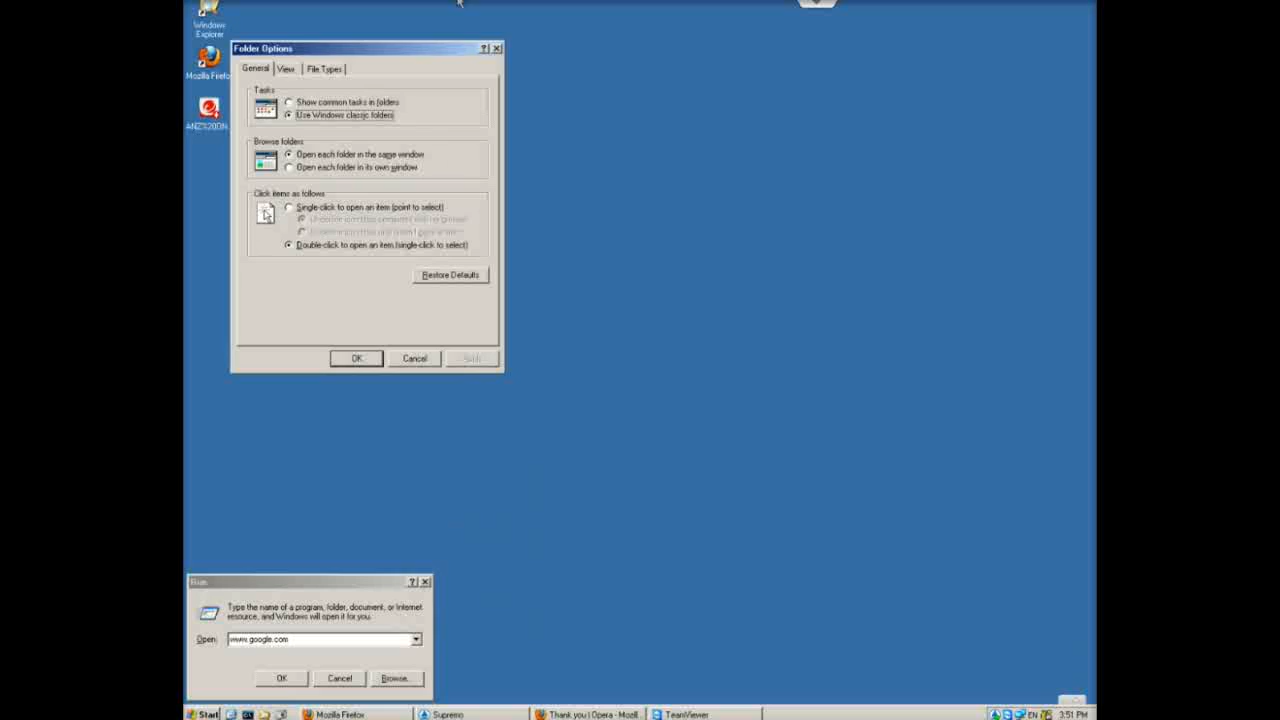 Windows
Explorer
Mozilla Firefo
Folder Options
General
View
File Types
Tasks
Show common tasks in folders
Use Windows classic folders
Browse folders
Open each folder in the same window
Open each folder in its own window
Click items as follows
Single-click to open an item (point to select)
Double-click to open an item (single-click to select)
Restore Defaults
OK
Cancel
Run
Type the name of a program, folder, document, or Internet
resource, and Windows will open it for you.
Open:
www.google.com
OK
Cancel
Browse...
Start
Mozilla Firefox
Supremo
Thank you | Opera - Mozil...
TeamViewer
EN
3:51 PM